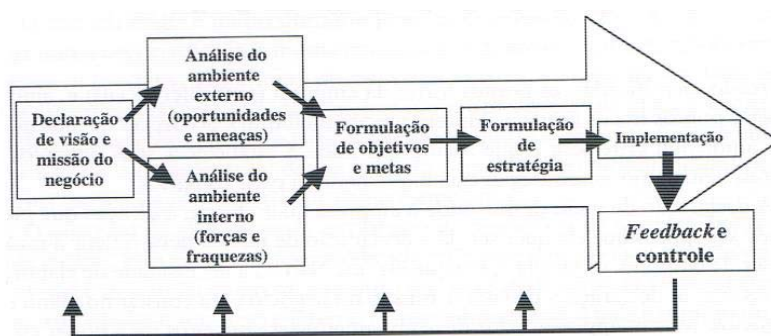 Declaração
de visão e
missão do
negócio
Análise do
ambiente
externo
(oportunidades
e ameaças)
Análise do
ambiente
interno
(forças e
fraquezas)
Formulação
de objetivos
e metas
Formulação
de
estratégia
Implementação
Feedback e
controle